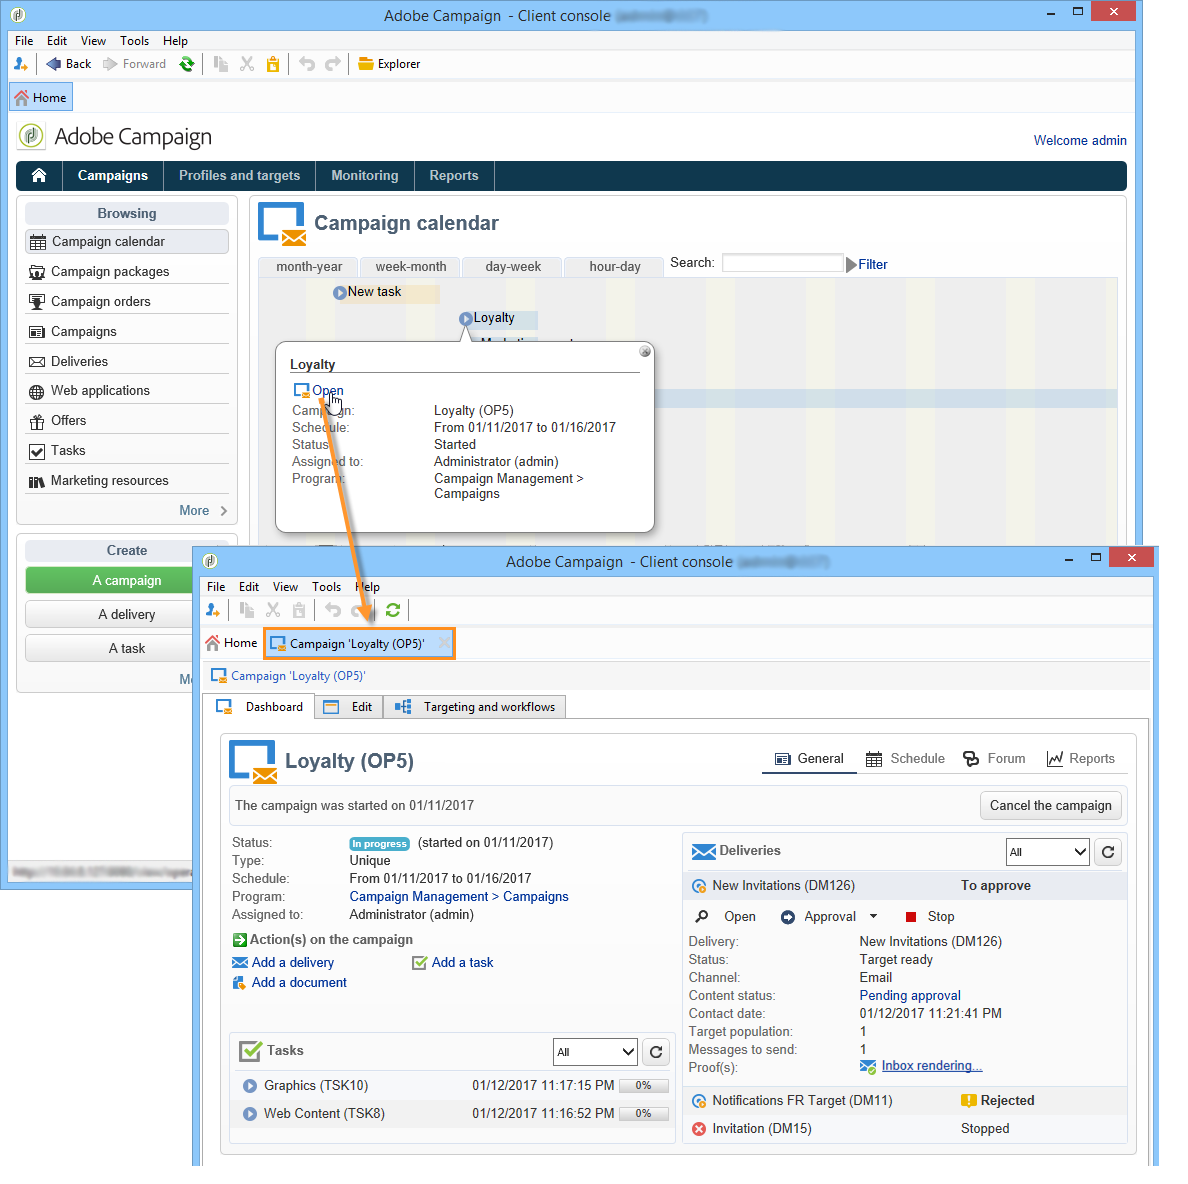 Adobe Campaign - Client console
File Edit View Tools Help
Back Forward Explorer
Home
Adobe Campaign
Welcome admin
Campaigns Profiles and targets Monitoring Reports
Browsing
Campaign calendar
Campaign packages
Campaign orders
Campaigns
Deliveries
Web applications
Offers
Tasks
Marketing resources
More
Create
A campaign
A delivery
A task
Campaign calendar
month-year week-month day-week hour-day Search: Filter
New task
Loyalty
Loyalty
Open
Campaign: Loyalty (OP5)
Schedule: From 01/11/2017 to 01/16/2017
Status: Started
Assigned to: Administrator (admin)
Program: Campaign Management >
Campaigns
Adobe Campaign - Client console
File Edit View Tools Help
Home Campaign 'Loyalty (OP5)'
Campaign 'Loyalty (OP5)'
Dashboard Edit Targeting and workflows
Loyalty (OP5)
General Schedule Forum Reports
The campaign was started on 01/11/2017 Cancel the campaign
Status: In progress (started on 01/11/2017)
Type: Unique
Schedule: From 01/11/2017 to 01/16/2017
Program: Campaign Management > Campaigns
Assigned to: Administrator (admin)
Action(s) on the campaign
Add a delivery Add a task
Add a document
Tasks All
Graphics (TSK10) 01/12/2017 11:17:15 PM 0%
Web Content (TSK8) 01/12/2017 11:16:52 PM 0%
Deliveries All
New Invitations (DM126) To approve
Open Approval Stop
Delivery: New Invitations (DM126)
Status: Target ready
Channel: Email
Content status: Pending approval
Contact date: 01/12/2017 11:21:41 PM
Target population: 1
Messages to send: 1
Proof(s): Inbox rendering...
Notifications FR Target (DM11) Rejected
Invitation (DM15) Stopped